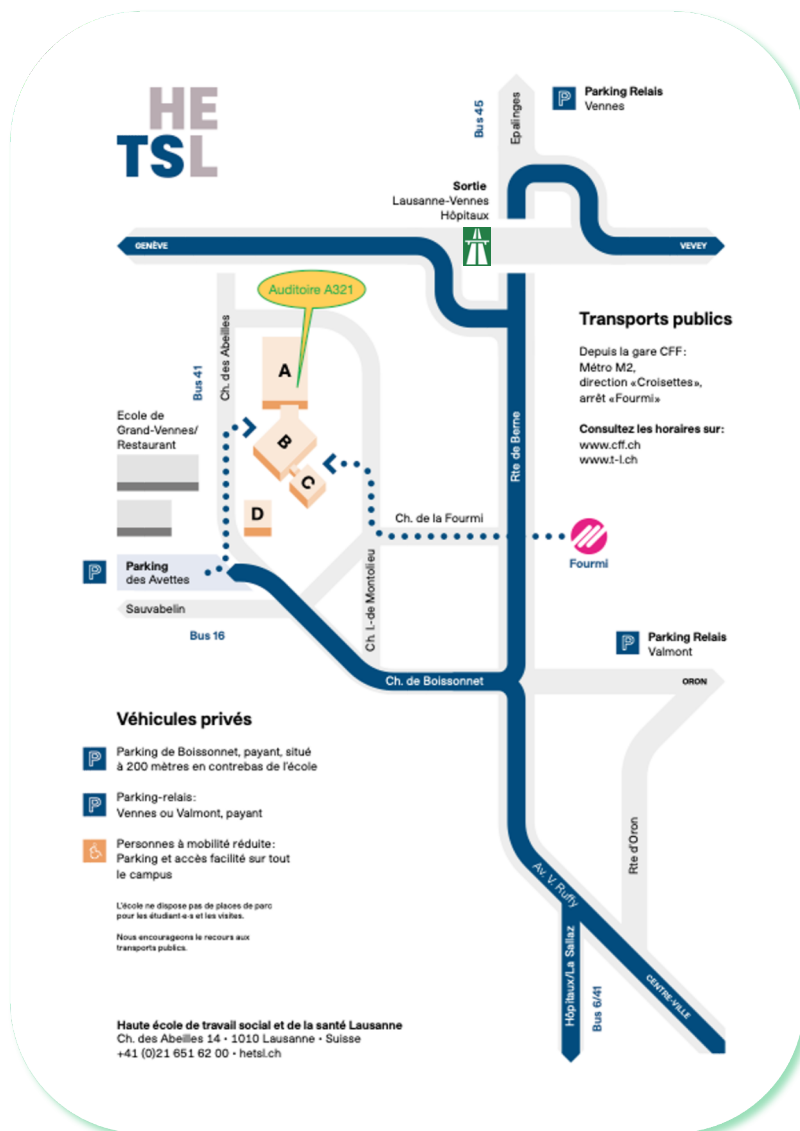 HE
TSL
Bus 45
Epalinges
Parking Relais
Vennes
Sortie
Lausanne-Vennes
Hôpitaux
GENÈVE
VEVEY
Auditoire A321
Ch. des Abeilles
Bus 41
A
B
C
D
Ecole de
Grand-Vennes/
Restaurant
Rte de Berne
Transports publics
Depuis la gare CFF:
Métro M2,
direction «Croisettes»,
arrêt «Fourmi»
Consultez les horaires sur:
www.cff.ch
www.t-l.ch
Ch. de la Fourmi
Fourmi
P
Parking
des Avettes
Sauvabelin
Bus 16
Ch. I.-de Montolieu
Ch. de Boissonnet
P
Parking Relais
Valmont
ORON
Rte d'Oron
Av. V. Ruffy
Hôpitaux/La Sallaz
Bus 6/41
CENTRE-VILLE
Véhicules privés
P
Parking de Boissonnet, payant, situé
à 200 mètres en contrebas de l'école
P
Parking-relais:
Vennes ou Valmont, payant
Personnes à mobilité réduite:
Parking et accès facilité sur tout
le campus
L'école ne dispose pas de places de parc
pour les étudiant·e·s et les visites.
Nous encourageons le recours aux
transports publics.
Haute école de travail social et de la santé Lausanne
Ch. des Abeilles 14 · 1010 Lausanne · Suisse
+41 (0)21 651 62 00 · hetsl.ch